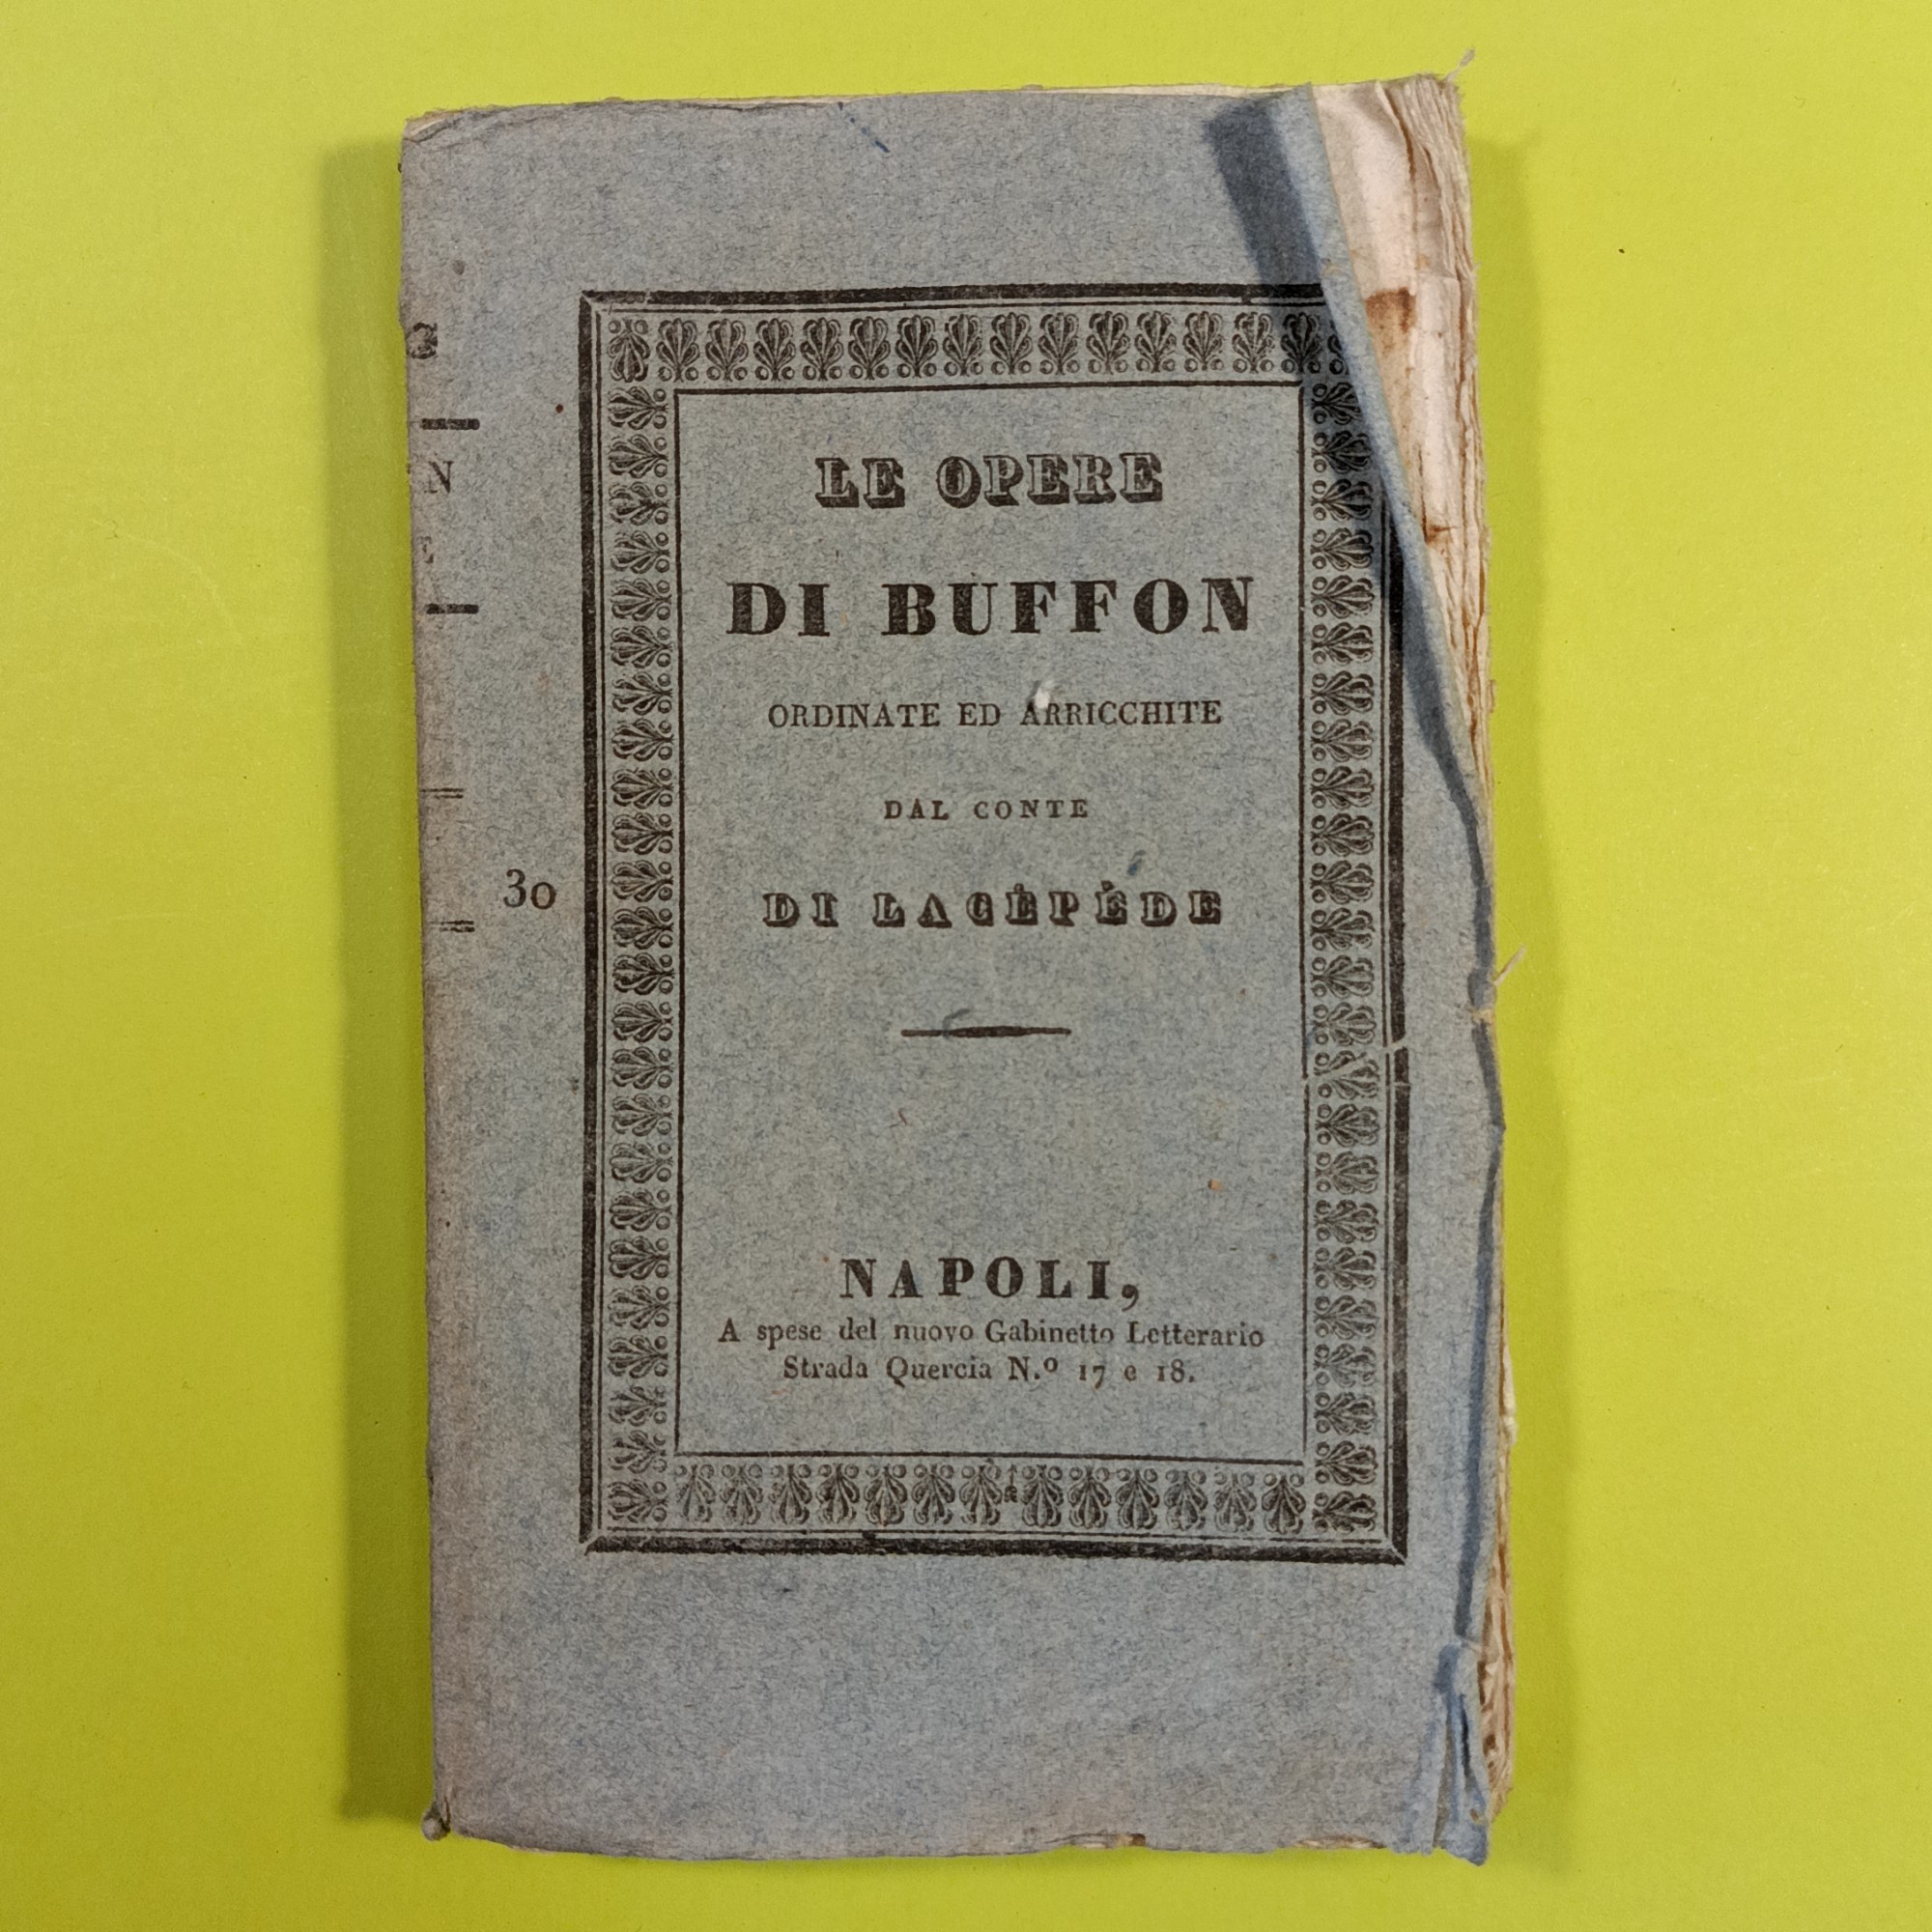 LE OPERE
DI BUFFON
ORDINATE ED ARRICCHITE
DAL CONTE
DI LACÉPÈDE
30
NAPOLI,
A spese del nuovo Gabinetto Letterario
Strada Quercia N.º 17 e 18.